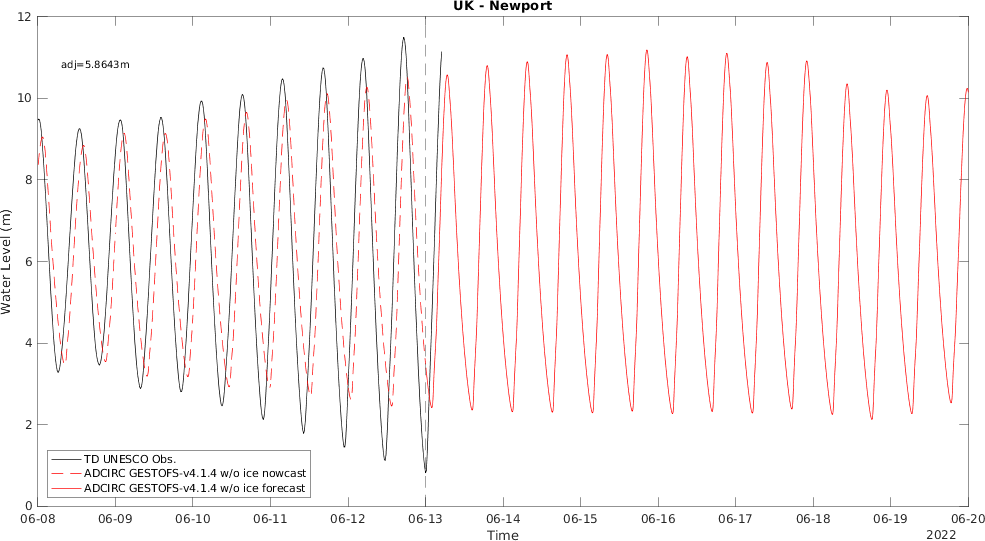 UK - Newport
adj=5.8643m
Water Level (m)
12
10
8
6
4
2
0
TD UNESCO Obs.
ADCIRC GESTOFS-v4.1.4 w/o ice nowcast
ADCIRC GESTOFS-v4.1.4 w/o ice forecast
06-08 06-09 06-10 06-11 06-12 06-13 06-14 06-15 06-16 06-17 06-18 06-19 06-20
Time
2022